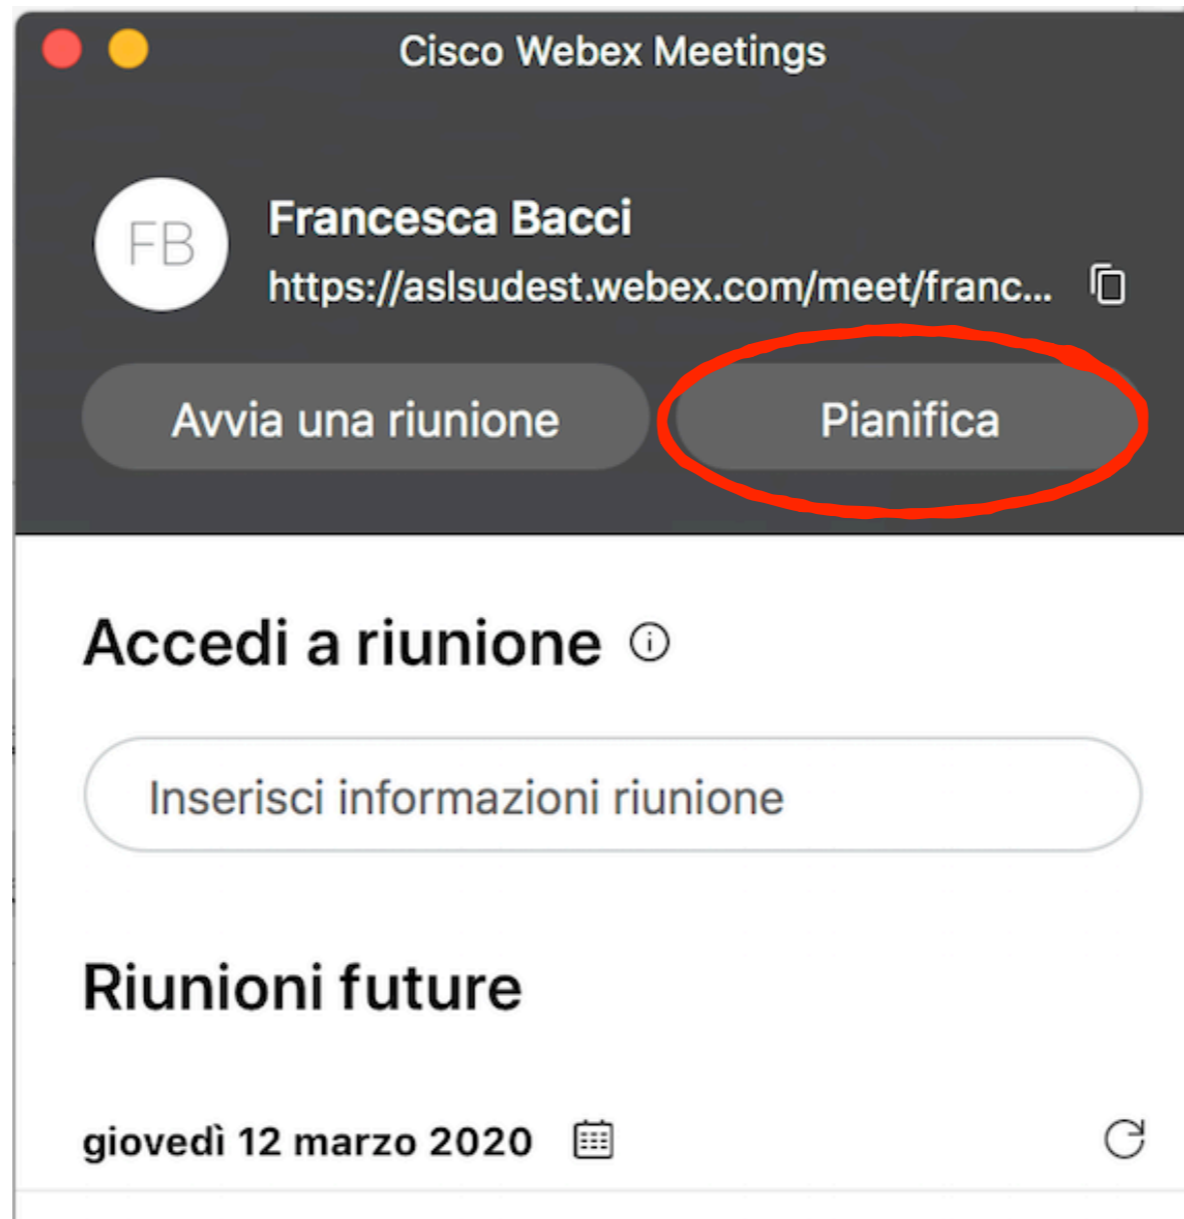 Cisco Webex Meetings
FB
Francesca Bacci
https://aslsudest.webex.com/meet/franc...
Avvia una riunione
Pianifica
Accedi a riunione
Inserisci informazioni riunione
Riunioni future
giovedì 12 marzo 2020